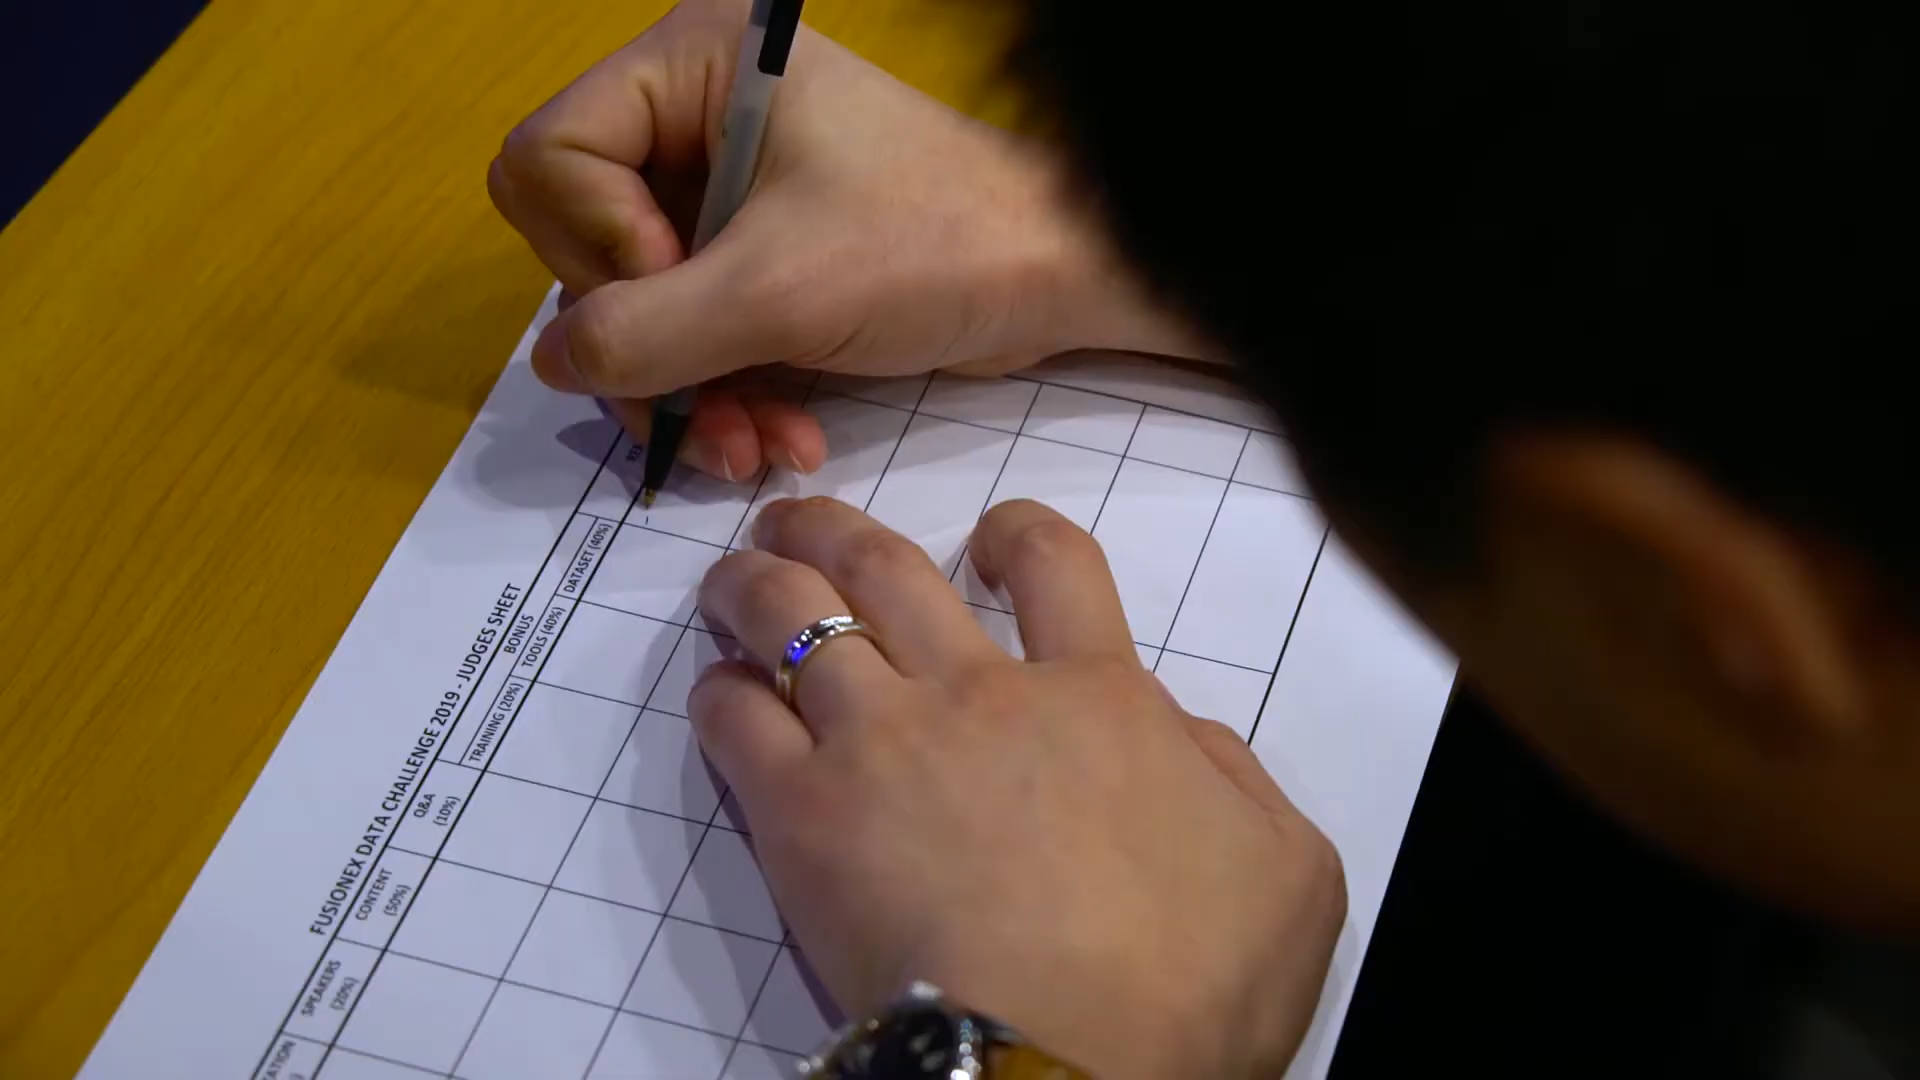 FUSIONEX DATA CHALLENGE 2019 - JUDGES SHEET
SPEAKERS
(20%)
CONTENT
(50%)
Q&A
(10%)
BONUS
TRAINING (20%)
TOOLS (40%)
DATASET (40%)